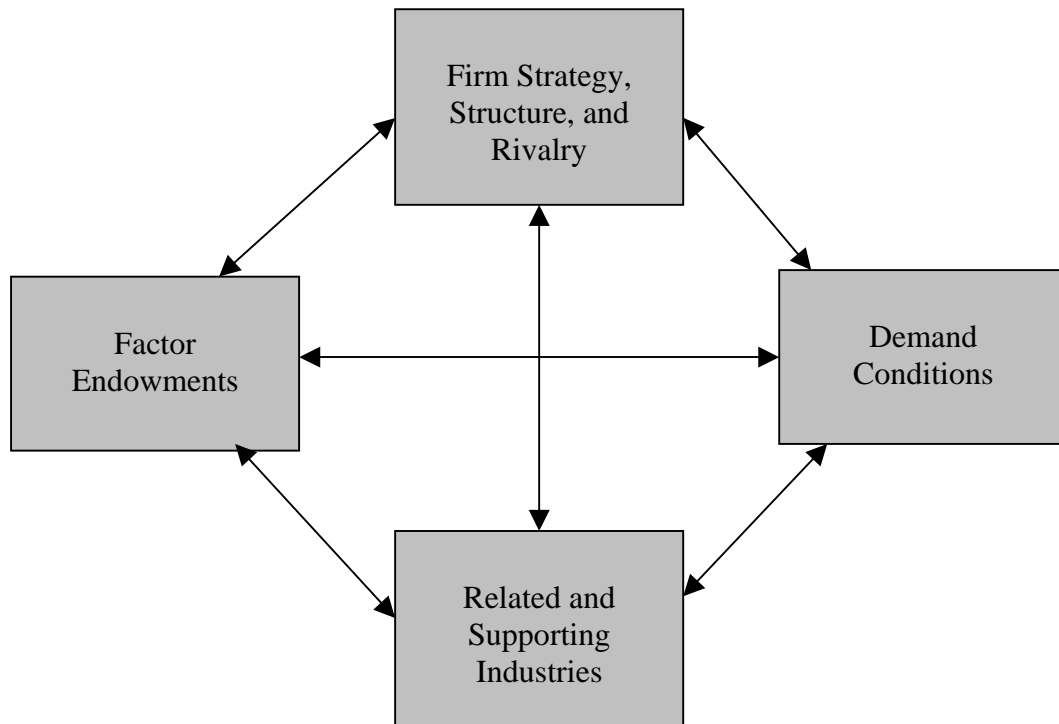 Firm Strategy,
Structure, and
Rivalry
Factor
Endowments
Demand
Conditions
Related and
Supporting
Industries